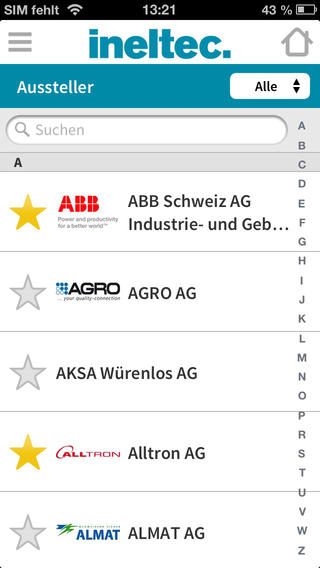 SIM fehlt 13:21 43 %
ineltec.
Aussteller Alle
Suchen
A
ABB
Power and productivity
for a better world™
ABB Schweiz AG
Industrie- und Geb…
AGRO
... your quality-connection
AGRO AG
AKSA Würenlos AG
ALLTRON
Alltron AG
ALMAT
ALMAT AG
A
B
C
D
E
F
G
H
I
J
K
L
M
N
O
P
R
S
T
U
V
W
Z